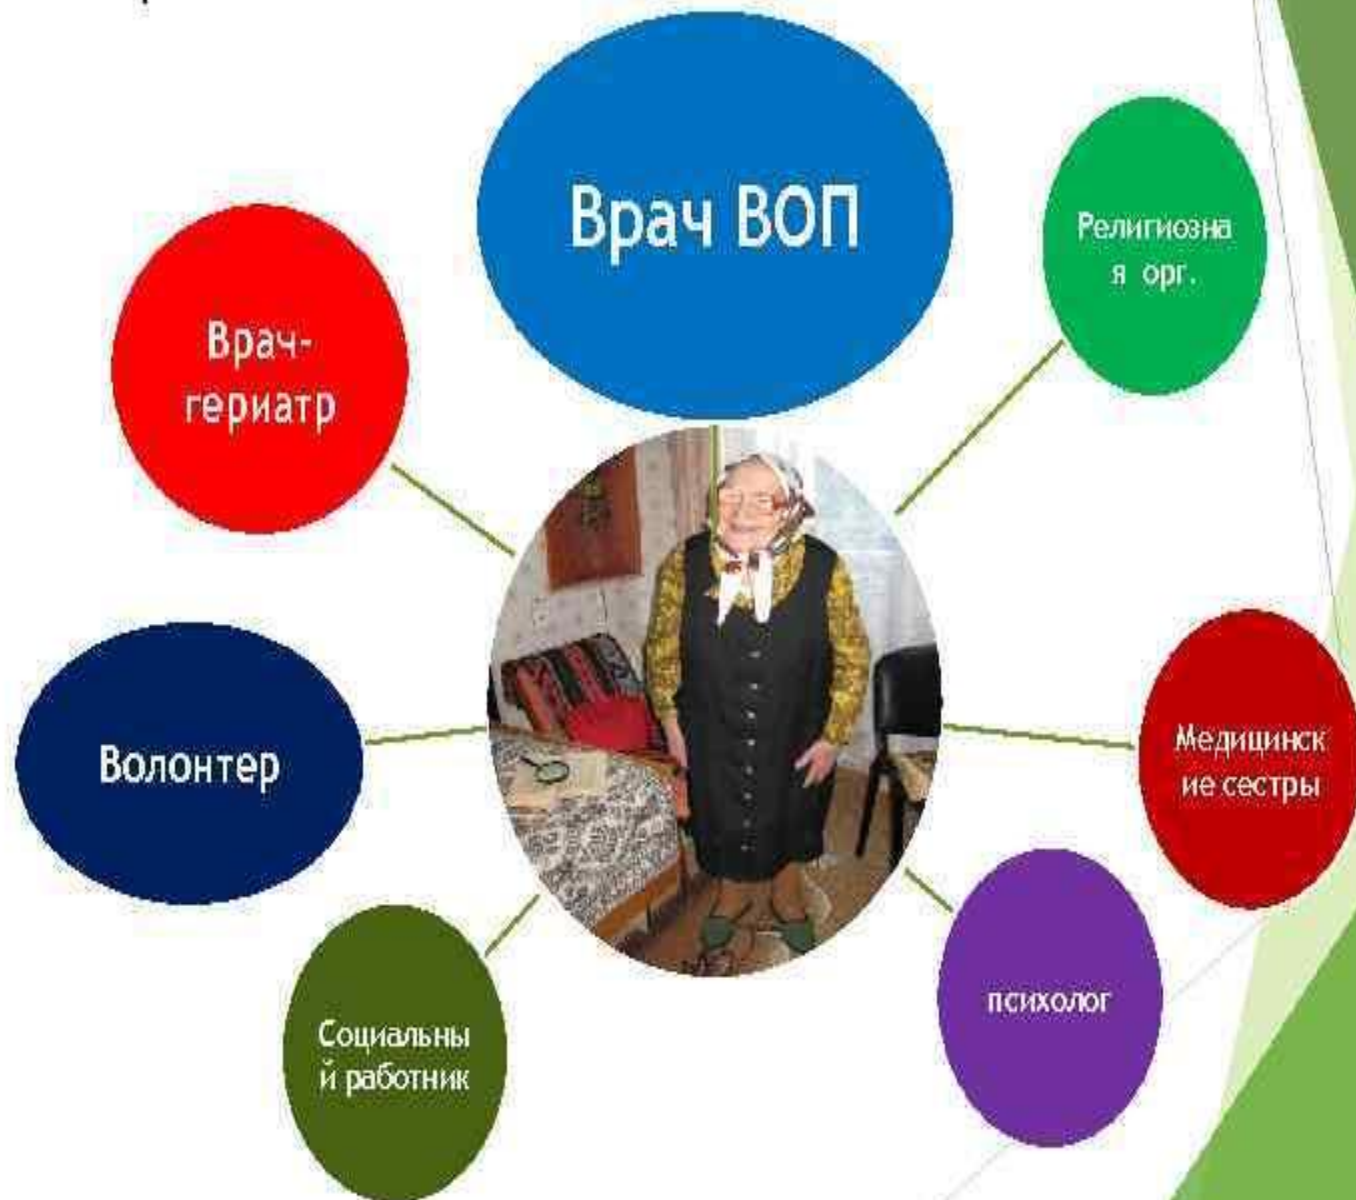 Врач ВОП
Религиозна
я орг.
Врач-
гериатр
Медицинск
ие сестры
Волонтер
психолог
Социальны
й работник